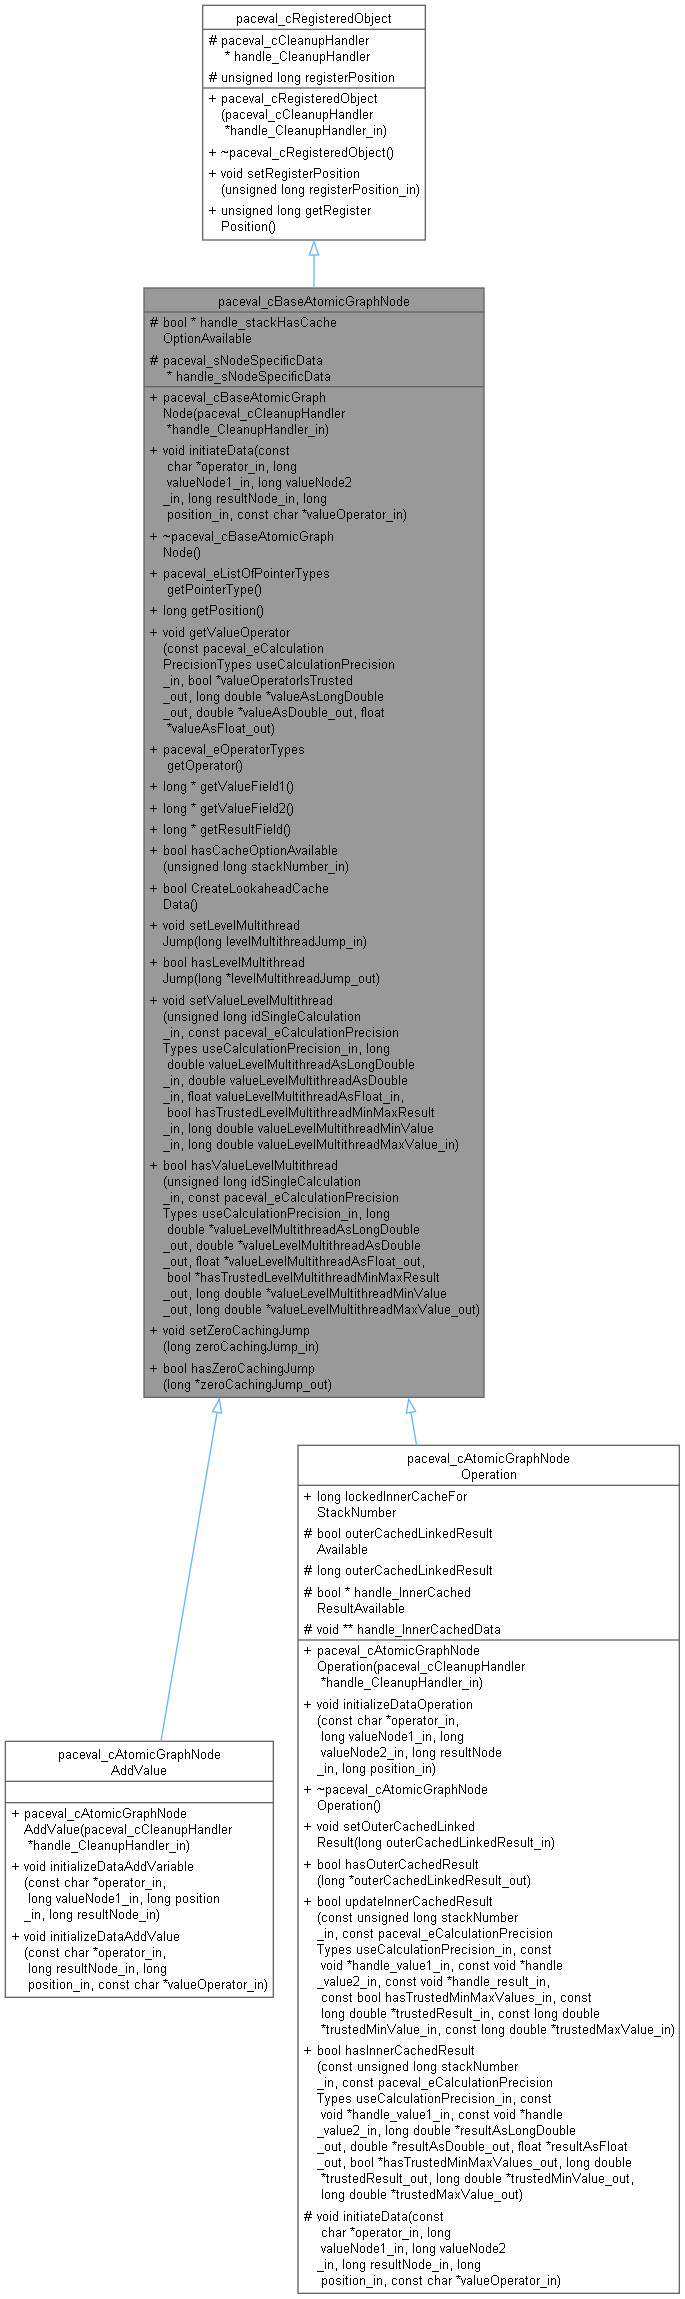 paceval_cRegisteredObject
# paceval_cCleanupHandler
* handle_CleanupHandler
# unsigned long registerPosition
+ paceval_cRegisteredObject
(paceval_cCleanupHandler
*handle_CleanupHandler_in)
+ ~paceval_cRegisteredObject()
+ void setRegisterPosition
(unsigned long registerPosition_in)
+ unsigned long getRegister
Position()
paceval_cBaseAtomicGraphNode
# bool * handle_stackHasCache
OptionAvailable
# paceval_sNodeSpecificData
* handle_sNodeSpecificData
+ paceval_cBaseAtomicGraph
Node(paceval_cCleanupHandler
*handle_CleanupHandler_in)
+ void initiateData(const
char *operator_in, long
valueNode1_in, long valueNode2
_in, long resultNode_in, long
position_in, const char *valueOperator_in)
+ ~paceval_cBaseAtomicGraph
Node()
+ paceval_eListOfPointerTypes
getPointerType()
+ long getPosition()
+ void getValueOperator
(const paceval_eCalculation
PrecisionTypes useCalculationPrecision
_in, bool *valueOperatorIsTrusted
_out, long double *valueAsLongDouble
_out, double *valueAsDouble_out, float
*valueAsFloat_out)
+ paceval_eOperatorTypes
getOperator()
+ long * getValueField1()
+ long * getValueField2()
+ long * getResultField()
+ bool hasCacheOptionAvailable
(unsigned long stackNumber_in)
+ bool CreateLookaheadCache
Data()
+ void setLevelMultithread
Jump(long levelMultithreadJump_in)
+ bool hasLevelMultithread
Jump(long *levelMultithreadJump_out)
+ void setValueLevelMultithread
(unsigned long idSingleCalculation
_in, const paceval_eCalculationPrecision
Types useCalculationPrecision_in, long
double valueLevelMultithreadAsLongDouble
_in, double valueLevelMultithreadAsDouble
_in, float valueLevelMultithreadAsFloat_in,
bool hasTrustedLevelMultithreadMinMaxResult
_in, long double valueLevelMultithreadMinValue
_in, long double valueLevelMultithreadMaxValue_in)
+ bool hasValueLevelMultithread
(unsigned long idSingleCalculation
_in, const paceval_eCalculationPrecision
Types useCalculationPrecision_in, long
double *valueLevelMultithreadAsLongDouble
_out, double *valueLevelMultithreadAsDouble
_out, float *valueLevelMultithreadAsFloat_out,
bool *hasTrustedLevelMultithreadMinMaxResult
_out, long double *valueLevelMultithreadMinValue
_out, long double *valueLevelMultithreadMaxValue_out)
+ void setZeroCachingJump
(long zeroCachingJump_in)
+ bool hasZeroCachingJump
(long *zeroCachingJump_out)
paceval_cAtomicGraphNode
AddValue
+ paceval_cAtomicGraphNode
AddValue(paceval_cCleanupHandler
*handle_CleanupHandler_in)
+ void initializeDataAddVariable
(const char *operator_in,
long valueNode1_in, long position
_in, long resultNode_in)
+ void initializeDataAddValue
(const char *operator_in,
long resultNode_in, long
position_in, const char *valueOperator_in)
paceval_cAtomicGraphNode
Operation
+ long lockedInnerCacheFor
StackNumber
# bool outerCachedLinkedResult
Available
# long outerCachedLinkedResult
# bool * handle_InnerCached
ResultAvailable
# void ** handle_InnerCachedData
+ paceval_cAtomicGraphNode
Operation(paceval_cCleanupHandler
*handle_CleanupHandler_in)
+ void initializeDataOperation
(const char *operator_in,
long valueNode1_in, long
valueNode2_in, long resultNode
_in, long position_in)
+ ~paceval_cAtomicGraphNode
Operation()
+ void setOuterCachedLinked
Result(long outerCachedLinkedResult_in)
+ bool hasOuterCachedResult
(long *outerCachedLinkedResult_out)
+ bool updateInnerCachedResult
(const unsigned long stackNumber
_in, const paceval_eCalculationPrecision
Types useCalculationPrecision_in, const
void *handle_value1_in, const void *handle
_value2_in, const void *handle_result_in,
const bool hasTrustedMinMaxValues_in, const
long double *trustedResult_in, const long double
*trustedMinValue_in, const long double *trustedMaxValue_in)
+ bool hasInnerCachedResult
(const unsigned long stackNumber
_in, const paceval_eCalculationPrecision
Types useCalculationPrecision_in, const
void *handle_value1_in, const void *handle
_value2_in, long double *resultAsLongDouble
_out, double *resultAsDouble_out, float *resultAsFloat
_out, bool *hasTrustedMinMaxValues_out, long double
*trustedResult_out, long double *trustedMinValue_out,
long double *trustedMaxValue_out)
# void initiateData(const
char *operator_in, long
valueNode1_in, long valueNode2
_in, long resultNode_in, long
position_in, const char *valueOperator_in)